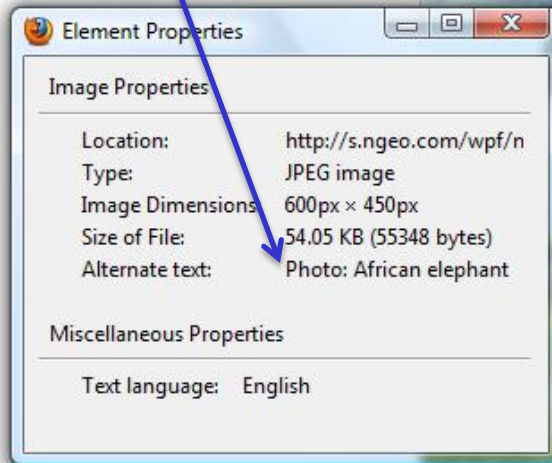 Element Properties
Image Properties
Location: http://s.ngeo.com/wpf/n
Type: JPEG image
Image Dimensions 600px × 450px
Size of File: 54.05 KB (55348 bytes)
Alternate text: Photo: African elephant
Miscellaneous Properties
Text language: English